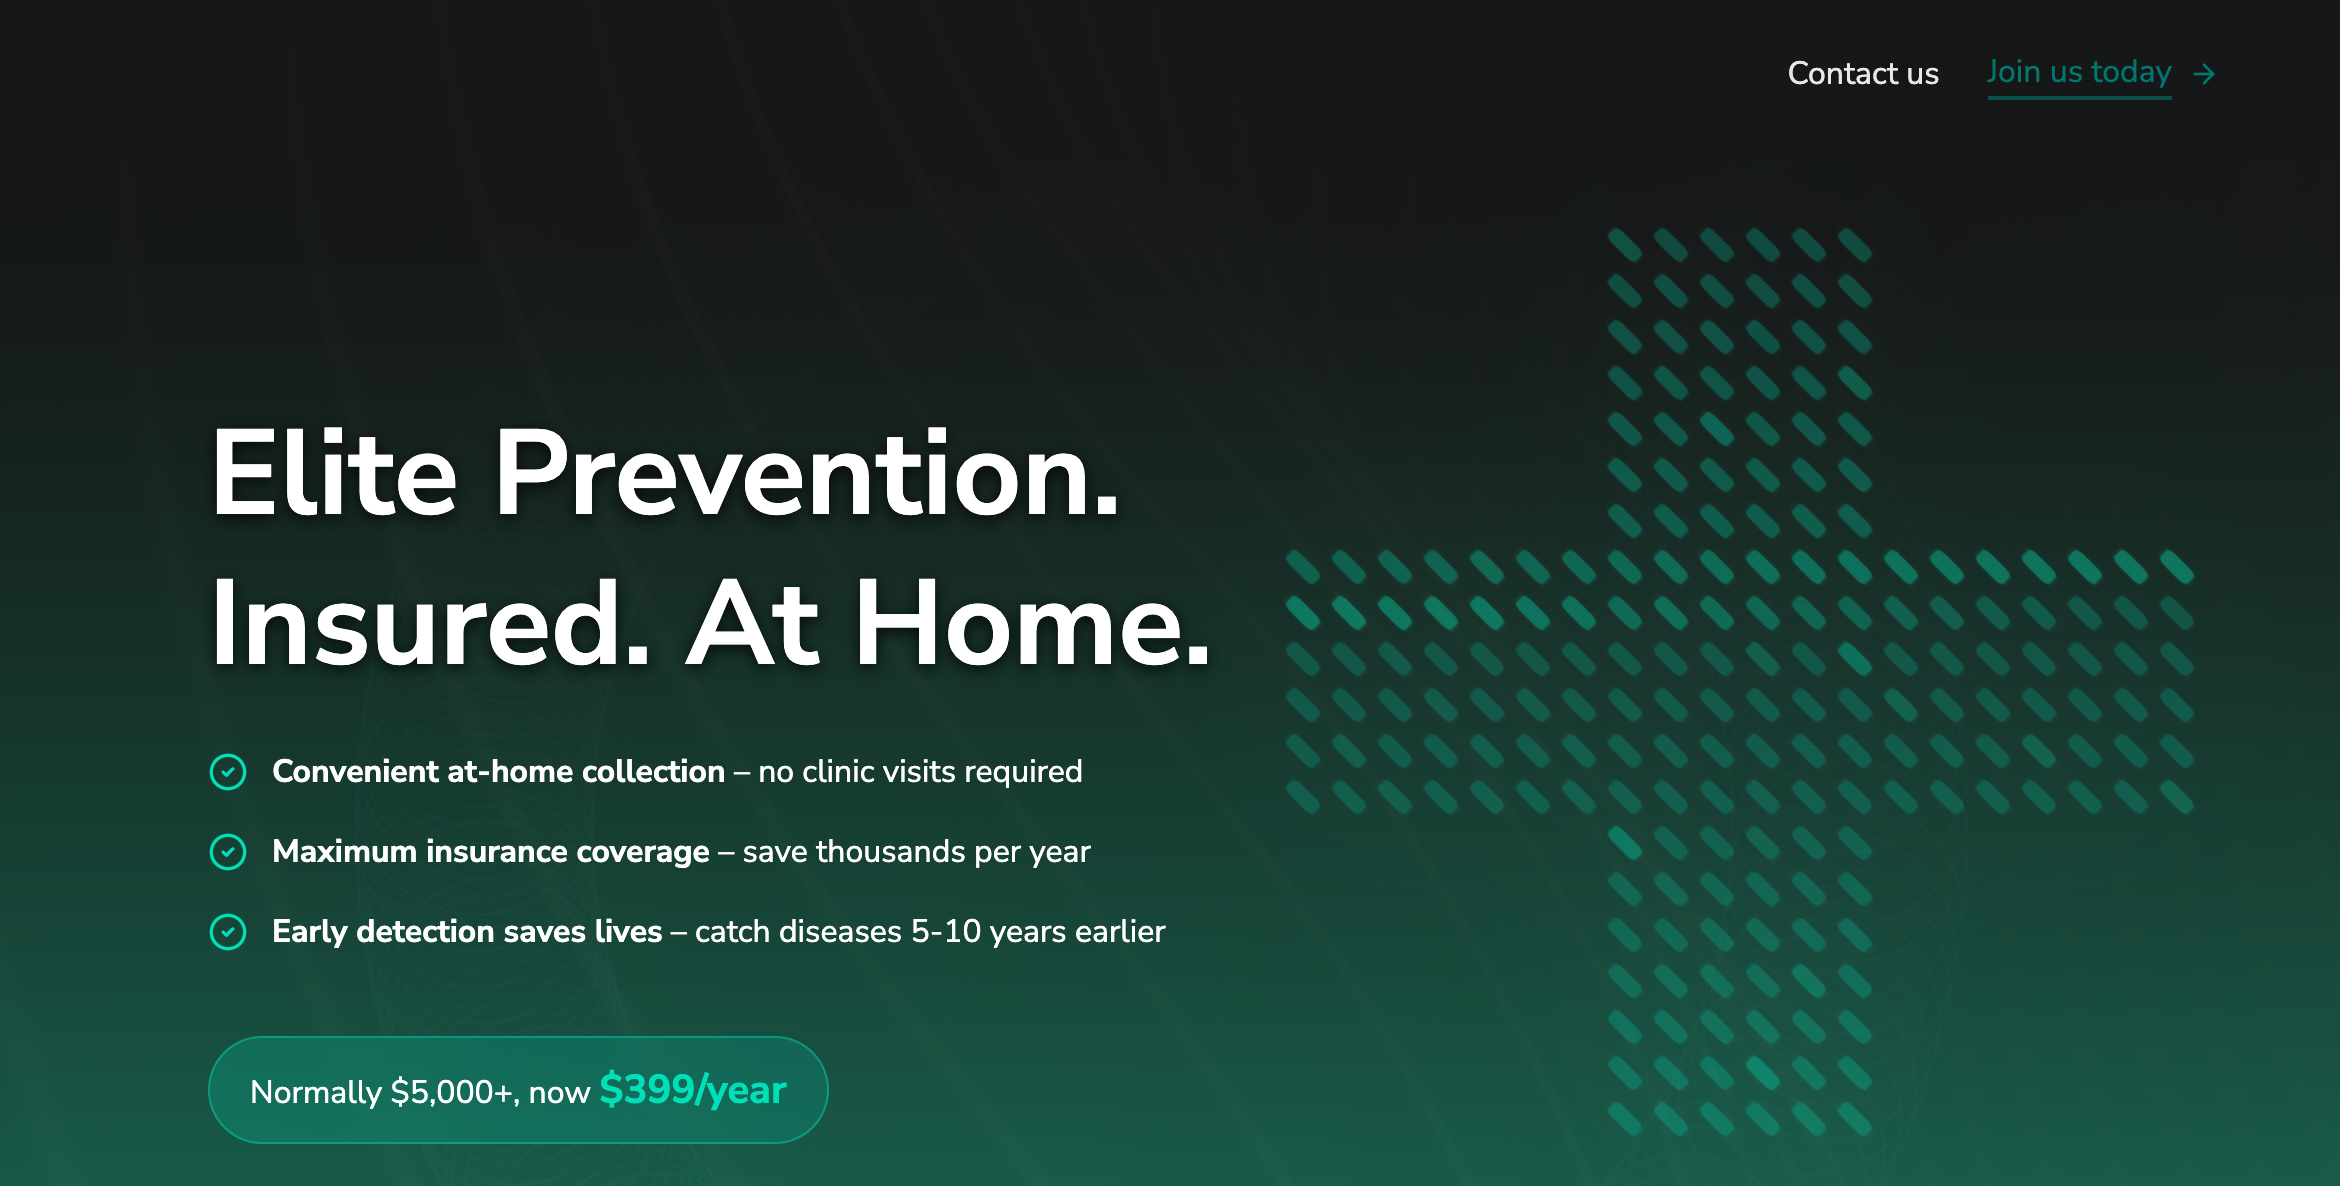 Contact us
Join us today →
Elite Prevention.
Insured. At Home.
Convenient at-home collection – no clinic visits required
Maximum insurance coverage – save thousands per year
Early detection saves lives – catch diseases 5-10 years earlier
Normally $5,000+, now $399/year